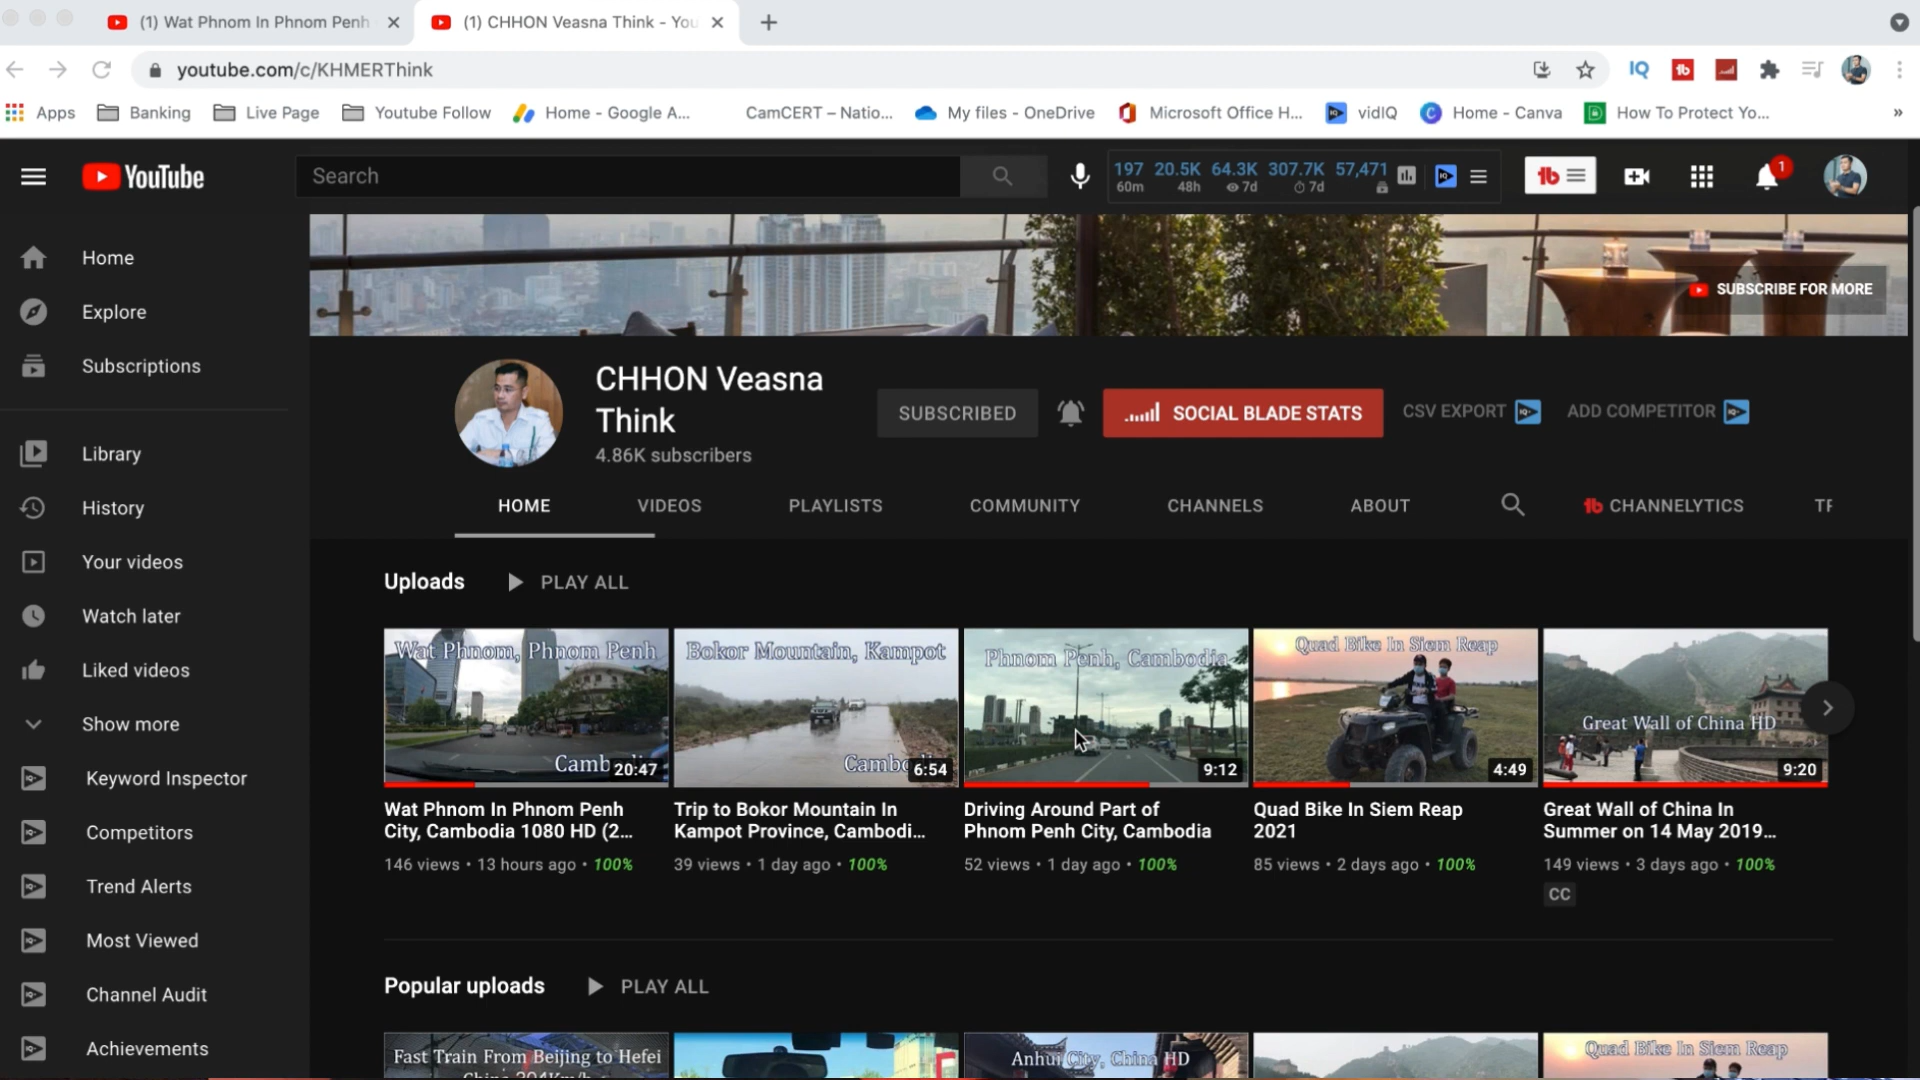 (1) Wat Phnom In Phnom Penh
(1) CHHON Veasna Think - You
youtube.com/c/KHMERThink
Apps
Banking
Live Page
Youtube Follow
Home - Google A...
CamCERT – Natio...
My files - OneDrive
Microsoft Office H...
vidIQ
Home - Canva
How To Protect Yo...
»
YouTube
Search
197 20.5K 64.3K 307.7K 57,471
60m 48h 7d 7d
1
Home
Explore
Subscriptions
Library
History
Your videos
Watch later
Liked videos
Show more
Keyword Inspector
Competitors
Trend Alerts
Most Viewed
Channel Audit
Achievements
SUBSCRIBE FOR MORE
CHHON Veasna
Think
4.86K subscribers
SUBSCRIBED
SOCIAL BLADE STATS
CSV EXPORT
ADD COMPETITOR
HOME
VIDEOS
PLAYLISTS
COMMUNITY
CHANNELS
ABOUT
CHANNELYTICS
Uploads
PLAY ALL
Wat Phnom, Phnom Penh
20:47
Wat Phnom In Phnom Penh
City, Cambodia 1080 HD (2...
146 views • 13 hours ago • 100%
Bokor Mountain, Kampot
6:54
Trip to Bokor Mountain In
Kampot Province, Cambodi...
39 views • 1 day ago • 100%
Phnom Penh, Cambodia
9:12
Driving Around Part of
Phnom Penh City, Cambodia
52 views • 1 day ago • 100%
Quad Bike In Siem Reap
4:49
Quad Bike In Siem Reap
2021
85 views • 2 days ago • 100%
Great Wall of China HD
9:20
Great Wall of China In
Summer on 14 May 2019...
149 views • 3 days ago • 100%
CC
Popular uploads
PLAY ALL
Fast Train From Beijing to Hefei
Anhui City, China HD
Quad Bike In Siem Reap